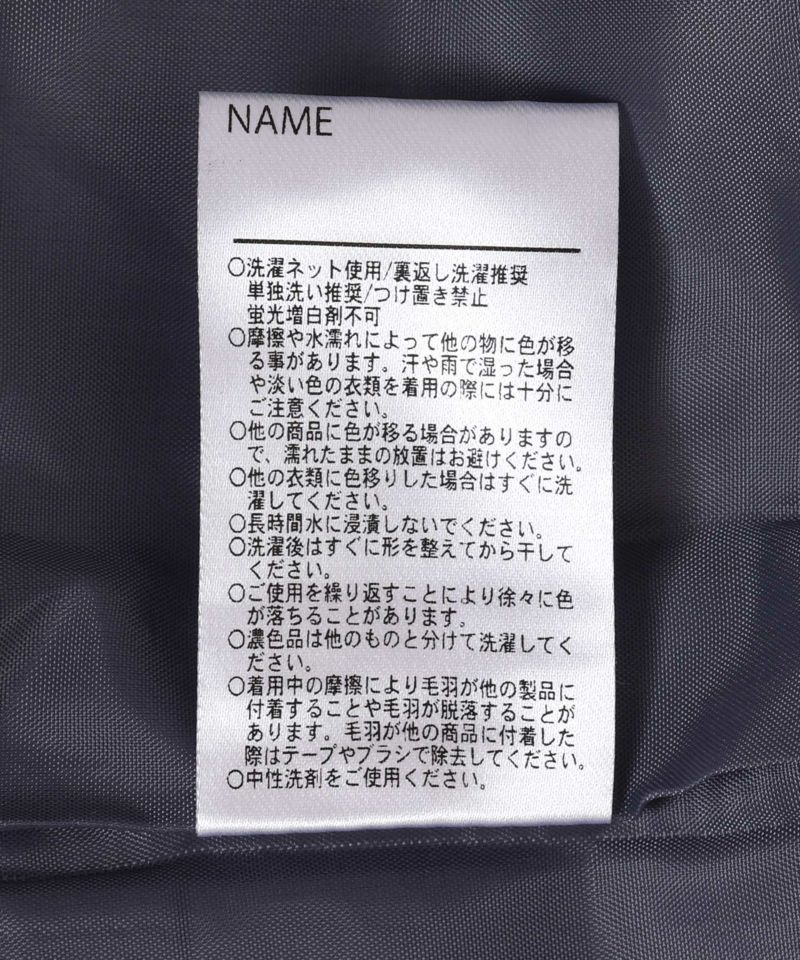 NAME
〇洗濯ネット使用/裏返し洗濯推奨
単独洗い推奨/つけ置き禁止
蛍光増白剤不可
〇摩擦や水濡れによって他の物に色が移
る事があります。汗や雨で湿った場合
や淡い色の衣類を着用の際には十分に
ご注意ください。
〇他の商品に色が移る場合がありますの
で、濡れたままの放置はお避けください。
〇他の衣類に色移りした場合はすぐに洗
濯してください。
〇長時間水に浸漬しないでください。
〇洗濯後はすぐに形を整えてから干して
ください。
〇ご使用を繰り返すことにより徐々に色
が落ちることがあります。
〇濃色品は他のものと分けて洗濯してく
ださい。
〇着用中の摩擦により毛羽が他の製品に
付着することや毛羽が脱落することが
あります。毛羽が他の商品に付着した
際はテープやブラシで除去してください。
〇中性洗剤をご使用ください。